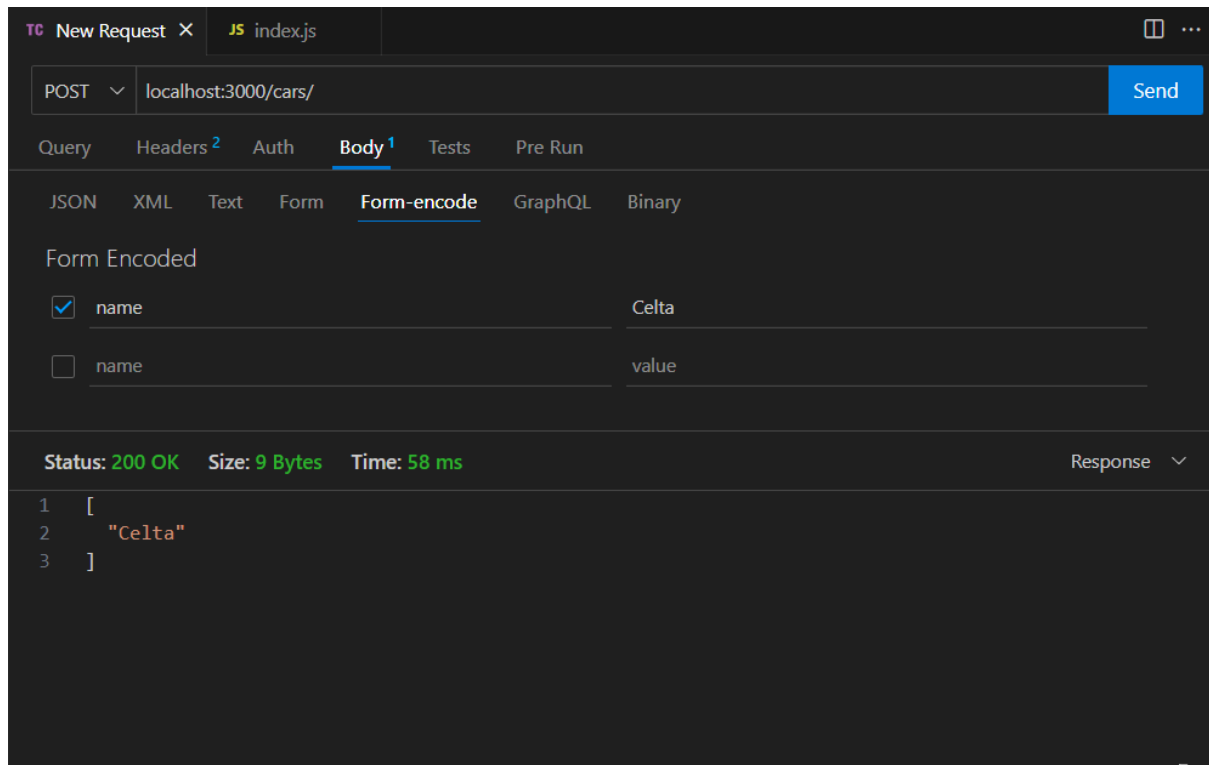 TC New Request × JS index.js ...
POST localhost:3000/cars/ Send
Query Headers 2 Auth Body 1 Tests Pre Run
JSON XML Text Form Form-encode GraphQL Binary
Form Encoded
name Celta
name value
Status: 200 OK Size: 9 Bytes Time: 58 ms Response
1 [
2 "Celta"
3 ]